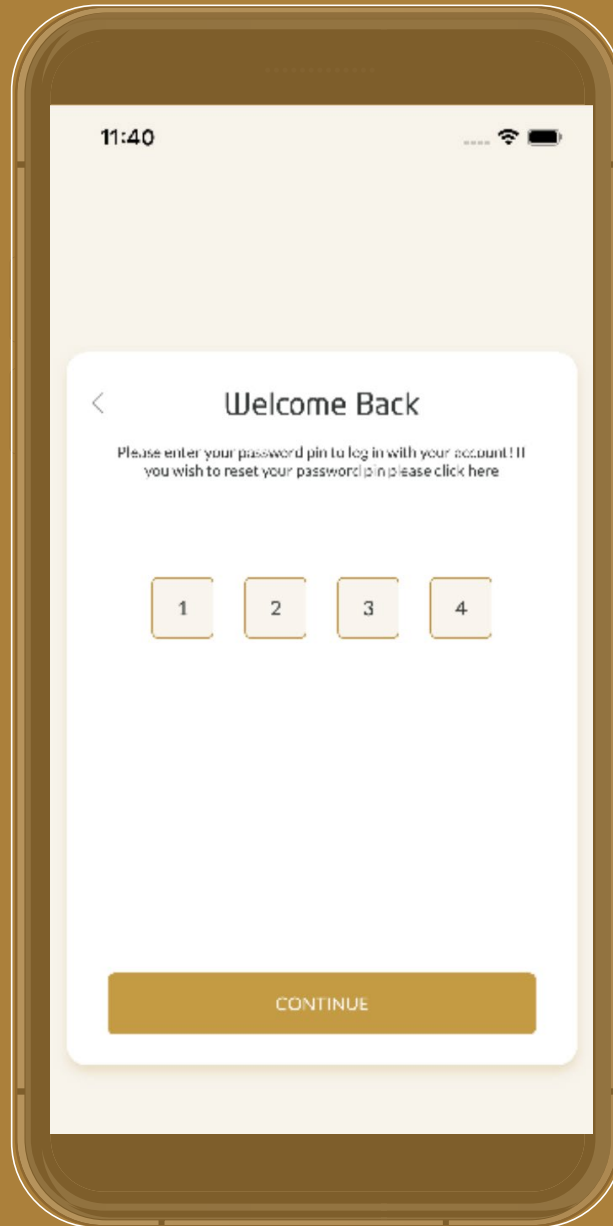 11:40
Welcome Back
Please enter your password pin to log in with your account! If
you wish to reset your password pin please click here
1 2 3 4
CONTINUE